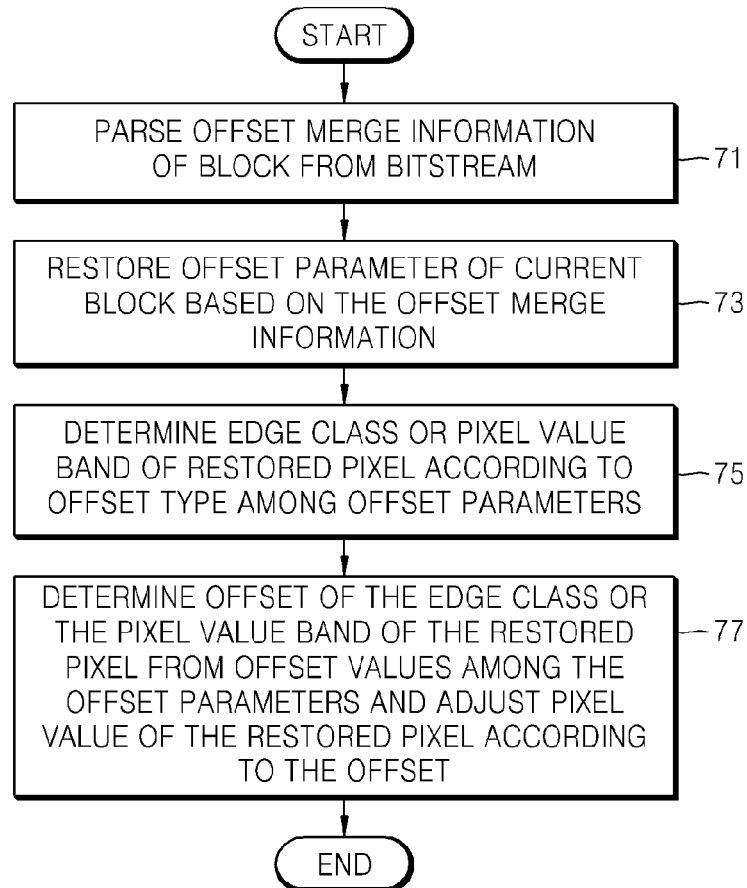 START
PARSE OFFSET MERGE INFORMATION
OF BLOCK FROM BITSTREAM
71
RESTORE OFFSET PARAMETER OF CURRENT
BLOCK BASED ON THE OFFSET MERGE
INFORMATION
73
DETERMINE EDGE CLASS OR PIXEL VALUE
BAND OF RESTORED PIXEL ACCORDING TO
OFFSET TYPE AMONG OFFSET PARAMETERS
75
DETERMINE OFFSET OF THE EDGE CLASS OR
THE PIXEL VALUE BAND OF THE RESTORED
PIXEL FROM OFFSET VALUES AMONG THE
OFFSET PARAMETERS AND ADJUST PIXEL
VALUE OF THE RESTORED PIXEL ACCORDING
TO THE OFFSET
77
END